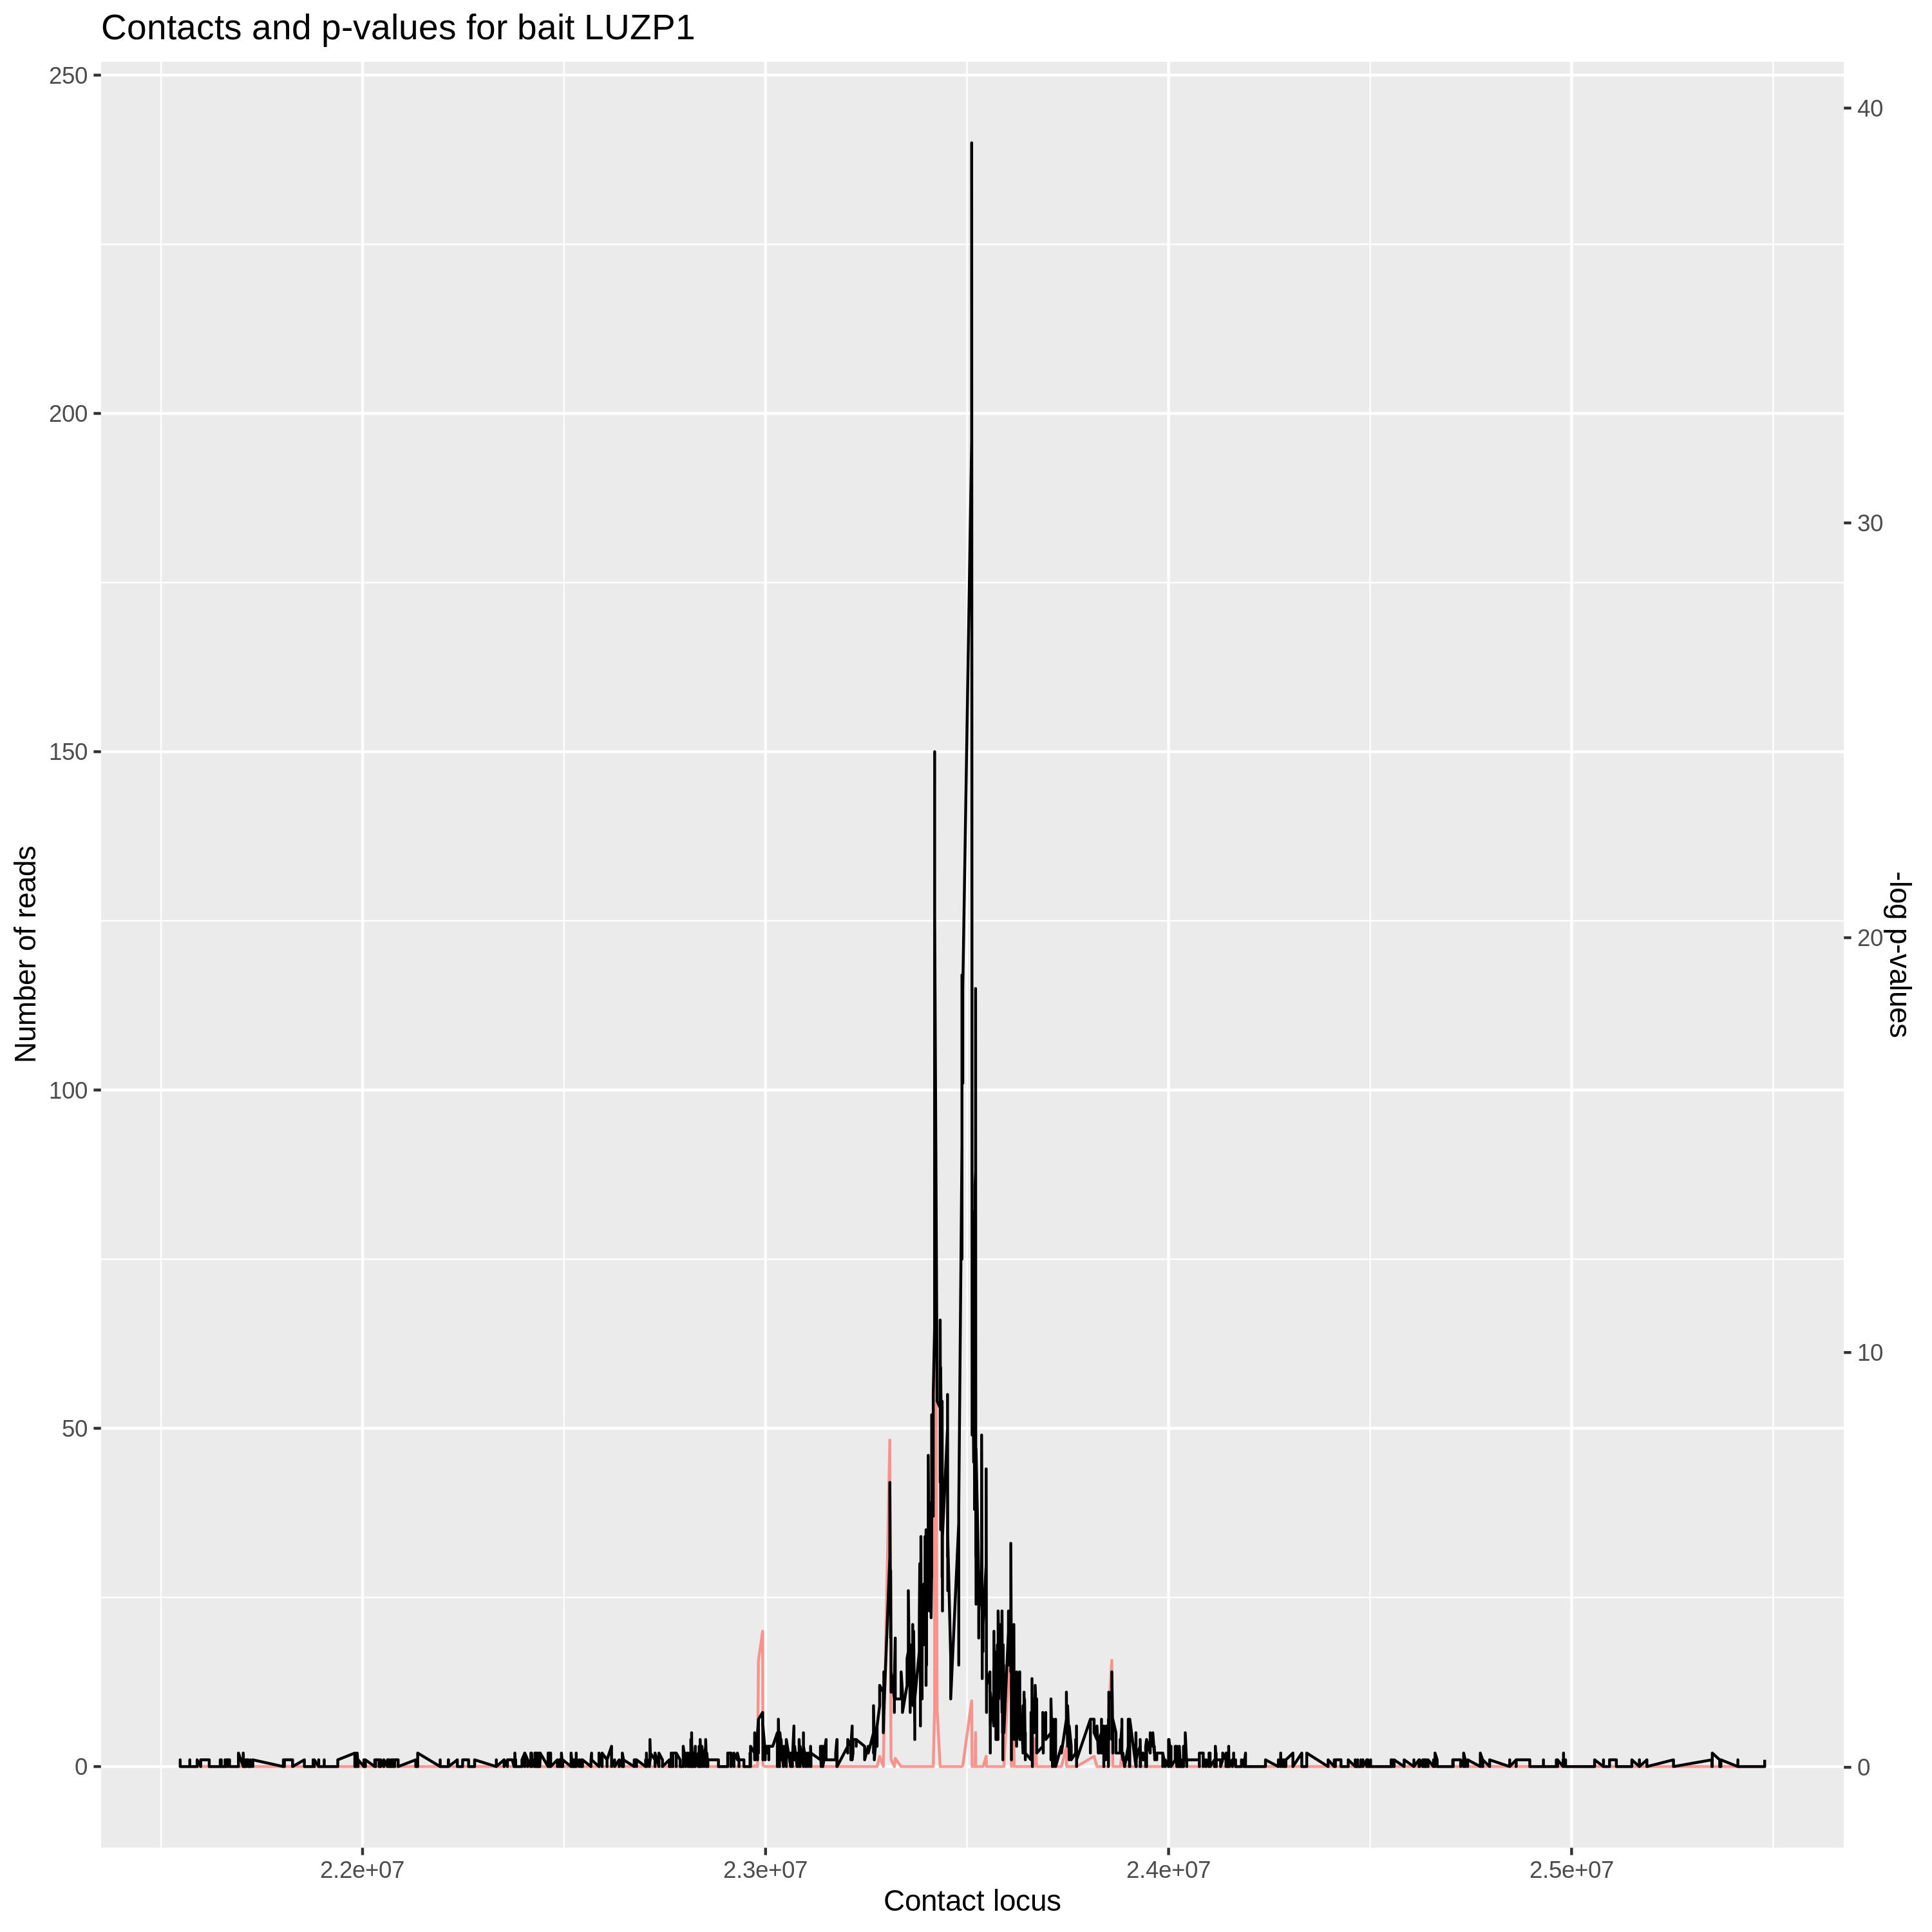 Contacts and p-values for bait LUZP1
250
200
150
100
50
0
Number of reads
40
30
20
10
0
-log p-values
2.2e+07
2.3e+07
2.4e+07
2.5e+07
Contact locus